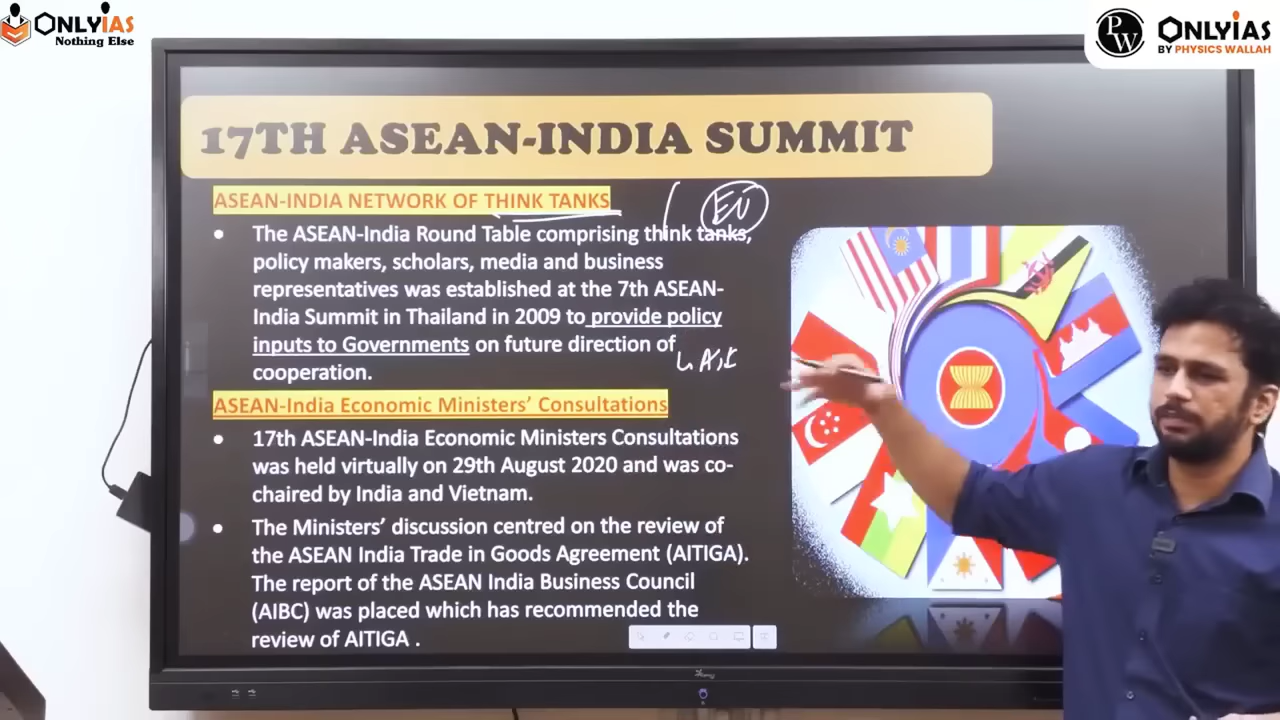 ONLYIAS
Nothing Else
PW
ONLYIAS
BY PHYSICS WALLAH
17TH ASEAN-INDIA SUMMIT
ASEAN-INDIA NETWORK OF THINK TANKS
EU
• The ASEAN-India Round Table comprising think tanks,
policy makers, scholars, media and business
representatives was established at the 7th ASEAN-
India Summit in Thailand in 2009 to provide policy
inputs to Governments on future direction of
cooperation.
ASEAN-India Economic Ministers’ Consultations
• 17th ASEAN-India Economic Ministers Consultations
was held virtually on 29th August 2020 and was co-
chaired by India and Vietnam.
• The Ministers’ discussion centred on the review of
the ASEAN India Trade in Goods Agreement (AITIGA).
The report of the ASEAN India Business Council
(AIBC) was placed which has recommended the
review of AITIGA .